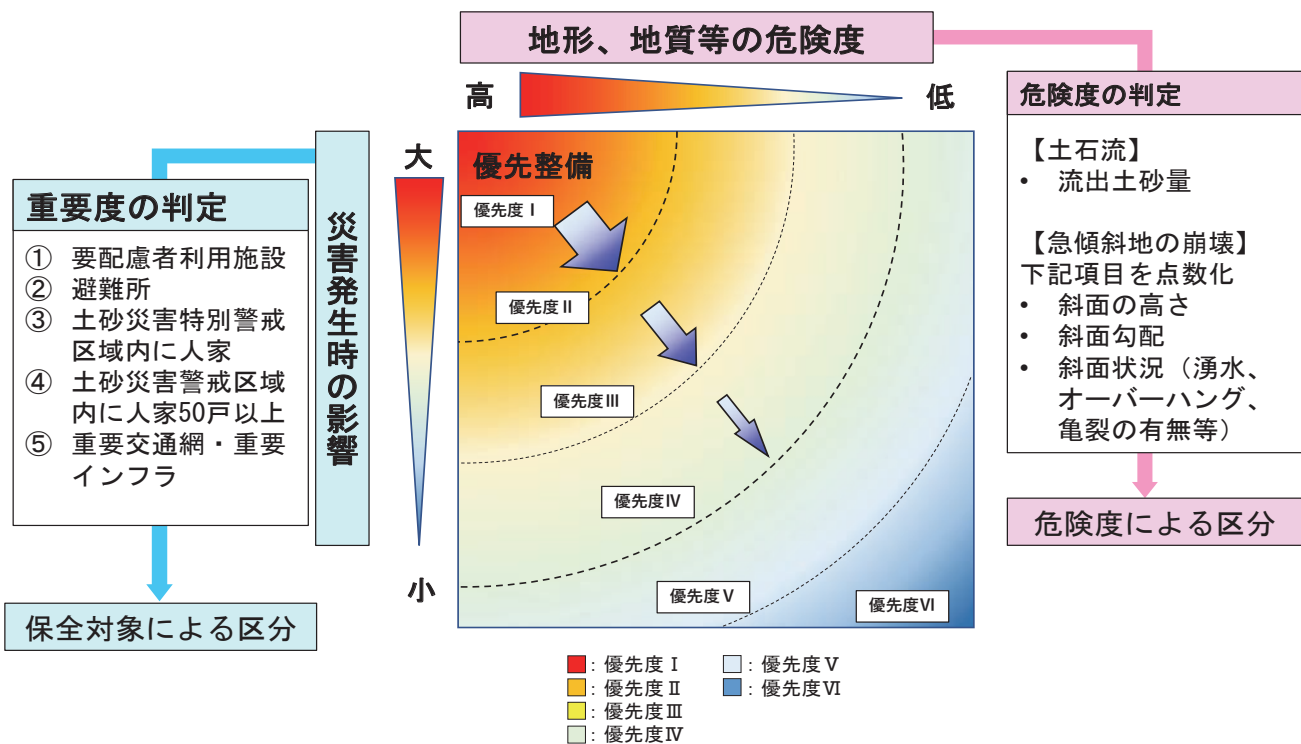 地形、地質等の危険度
高
低
重要度の判定
① 要配慮者利用施設
② 避難所
③ 土砂災害特別警戒
区域内に人家
④ 土砂災害警戒区域
内に人家50戸以上
⑤ 重要交通網・重要
インフラ
保全対象による区分
災害発生時の影響
大
小
優先整備
優先度Ⅰ
優先度Ⅱ
優先度Ⅲ
優先度Ⅳ
優先度Ⅴ
優先度Ⅵ
危険度の判定
【土石流】
• 流出土砂量
【急傾斜地の崩壊】
下記項目を点数化
• 斜面の高さ
• 斜面勾配
• 斜面状況（湧水、
オーバーハング、
亀裂の有無等）
危険度による区分
：優先度Ⅰ
：優先度Ⅱ
：優先度Ⅲ
：優先度Ⅳ
：優先度Ⅴ
：優先度Ⅵ